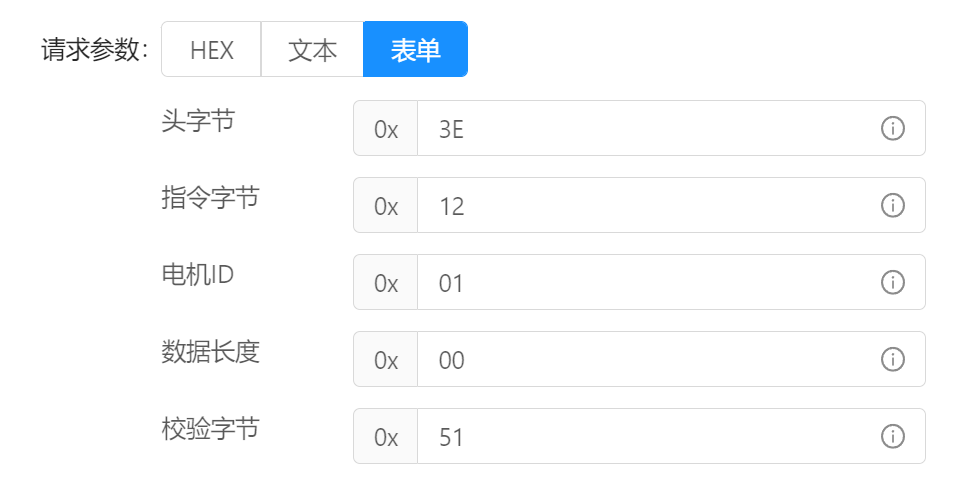 请求参数: HEX 文本 表单
头字节 0x 3E
指令字节 0x 12
电机ID 0x 01
数据长度 0x 00
校验字节 0x 51